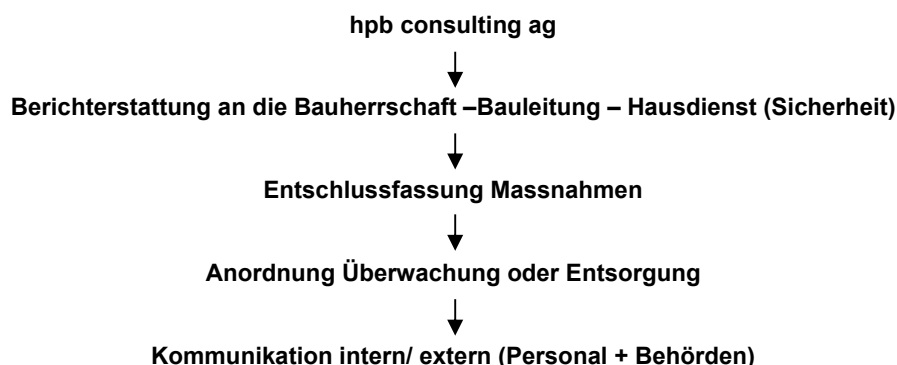 hpb consulting ag
Berichterstattung an die Bauherrschaft –Bauleitung – Hausdienst (Sicherheit)
Entschlussfassung Massnahmen
Anordnung Überwachung oder Entsorgung
Kommunikation intern/ extern (Personal + Behörden)